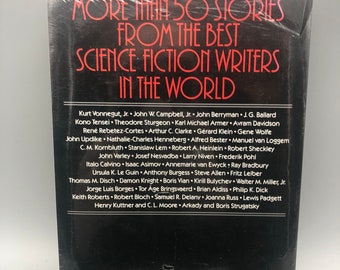 MORE THAN 50 STORIES
FROM THE BEST
SCIENCE FICTION WRITERS
IN THE WORLD
Kurt Vonnegut, Jr. • John W. Campbell, Jr. • John Berryman • J. G. Ballard
Kono Tensei • Theodore Sturgeon • Karl Michael Armer • Avram Davidson
René Rebetez-Cortes • Arthur C. Clarke • Gérard Klein • Gene Wolfe
John Updike • Nathalie-Charles Henneberg • Alfred Bester • Manuel van Loggem
C. M. Kornbluth • Stanislaw Lem • Robert A. Heinlein • Robert Sheckley
John Varley • Josef Nesvadba • Larry Niven • Frederik Pohl
Italo Calvino • Isaac Asimov • Annemarie van Ewyck • Ray Bradbury
Ursula K. Le Guin • Anthony Burgess • Steve Allen • Fritz Leiber
Thomas M. Disch • Damon Knight • Boris Vian • Kirill Bulychev • Walter M. Miller, Jr.
Jorge Luis Borges • Tor Åge Bringsværd • Brian Aldiss • Philip K. Dick
Keith Roberts • Robert Bloch • Samuel R. Delany • Joanna Russ • Lewis Padgett
Henry Kuttner and C. L. Moore • Arkady and Boris Strugatsky